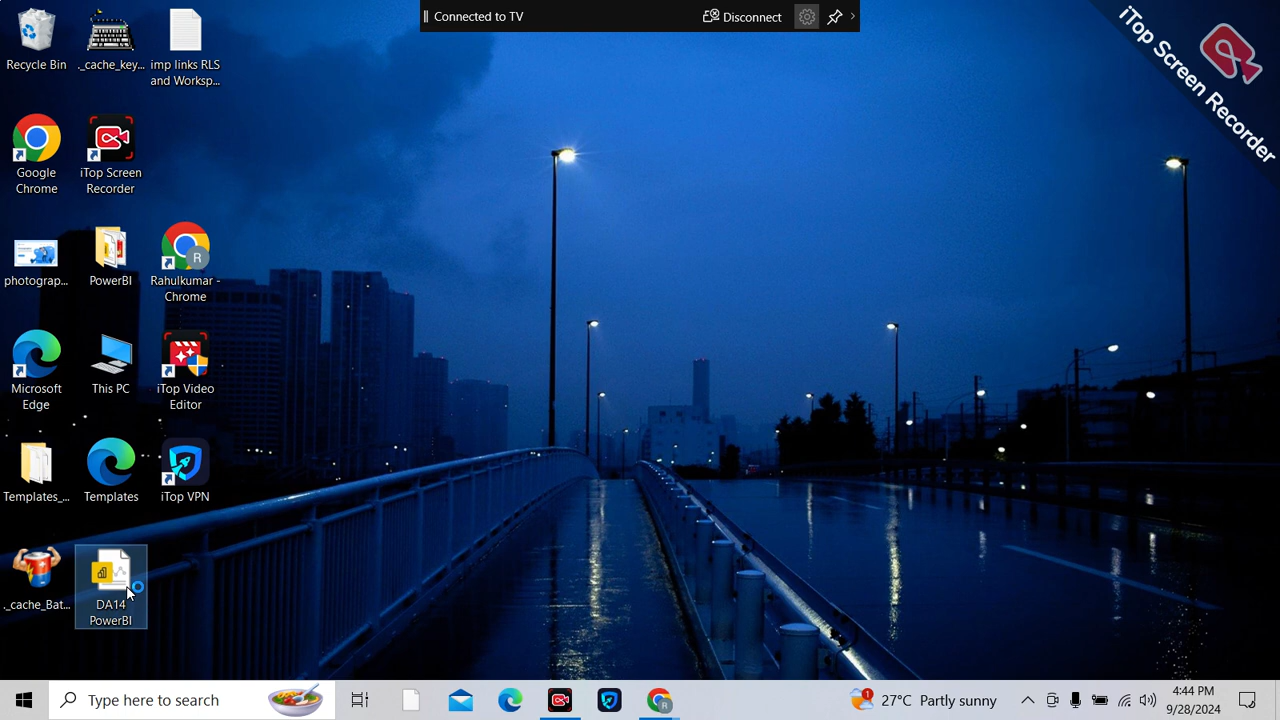 Connected to TV
Disconnect
iTop Screen Recorder
Recycle Bin
._cache_key...
imp links RLS
and Worksp...
Google
Chrome
iTop Screen
Recorder
photograp...
PowerBI
Rahulkumar -
Chrome
R
Microsoft
Edge
This PC
iTop Video
Editor
Templates_...
Templates
iTop VPN
._cache_Bat...
DA14
PowerBI
Type here to search
R
1
27°C Partly sunny
4:44 PM
9/28/2024